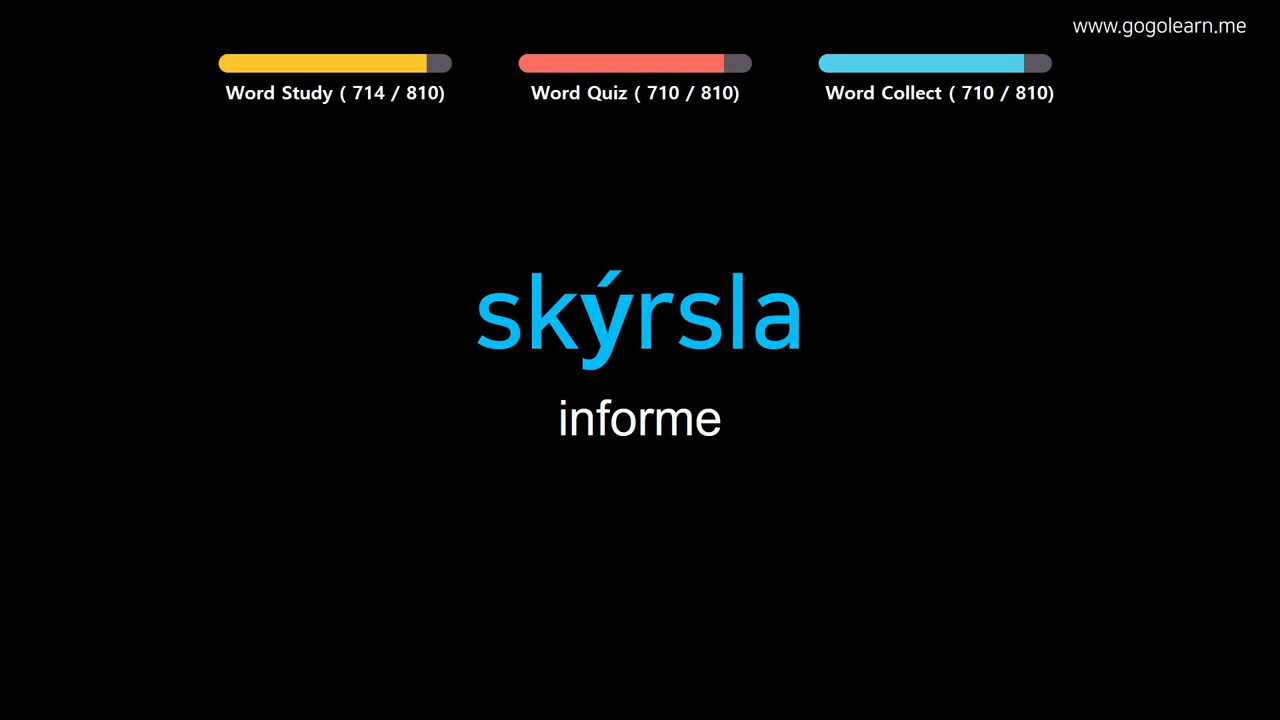 www.gogolearn.me
Word Study ( 714 / 810)
Word Quiz ( 710 / 810)
Word Collect ( 710 / 810)
skýrsla
informe